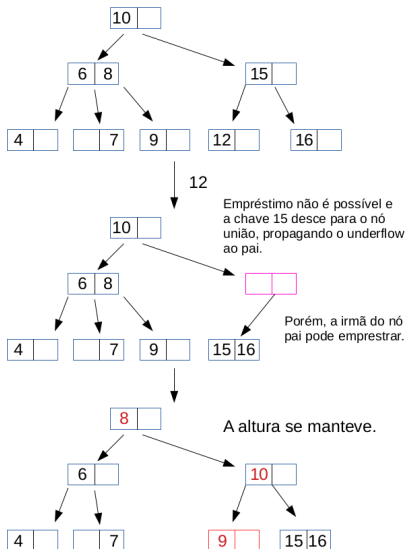 10
6 8 15
4 7 9 12 16
12
Empréstimo não é possível e
a chave 15 desce para o nó
união, propagando o underflow
ao pai.
10
6 8
Porém, a irmã do nó
pai pode emprestrar.
4 7 9 15 16
8
A altura se manteve.
6 10
4 7 9 15 16